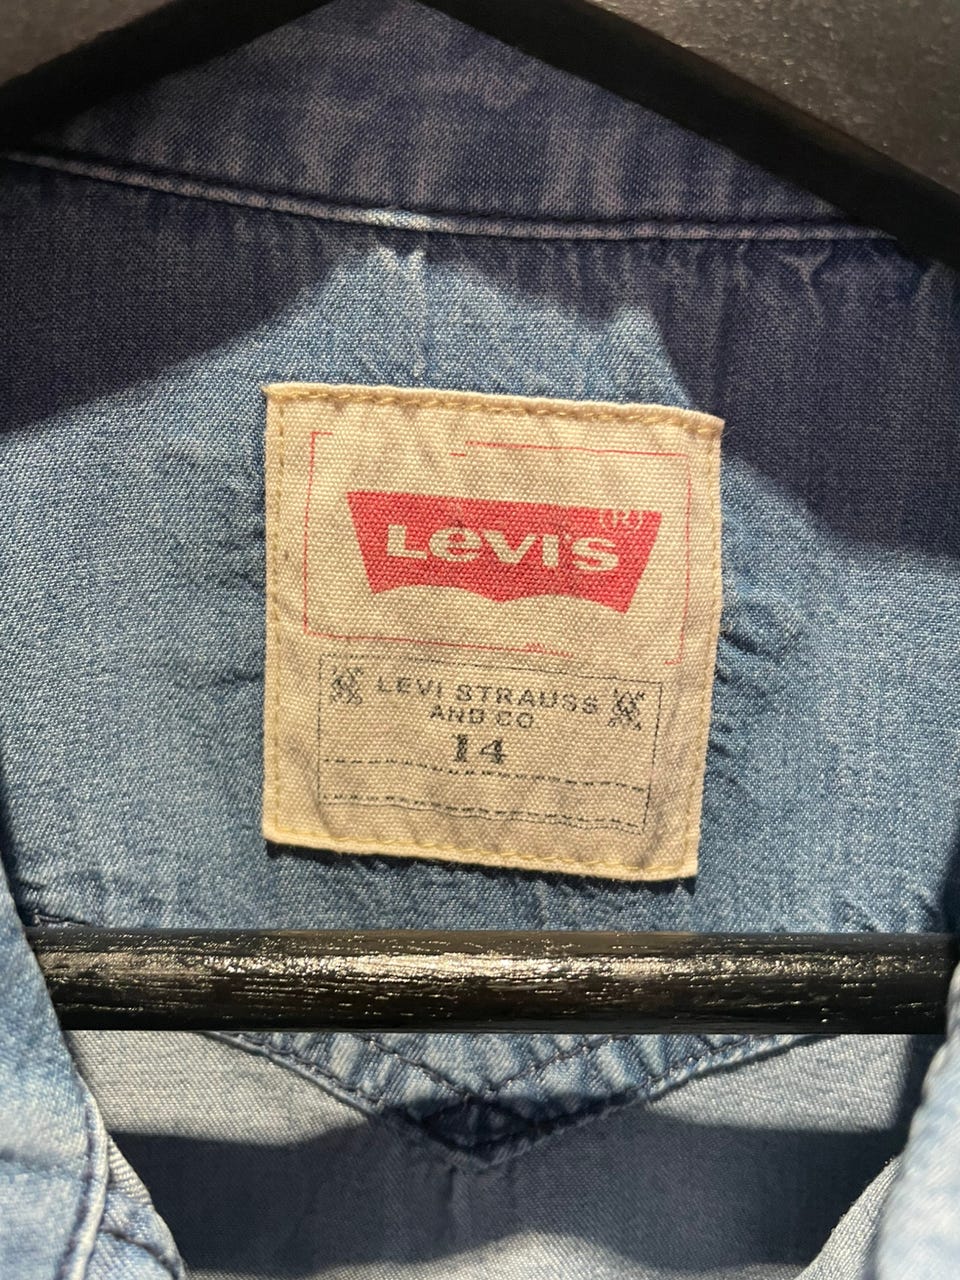 Levi's (R)
LEVI STRAUSS
AND CO.
14